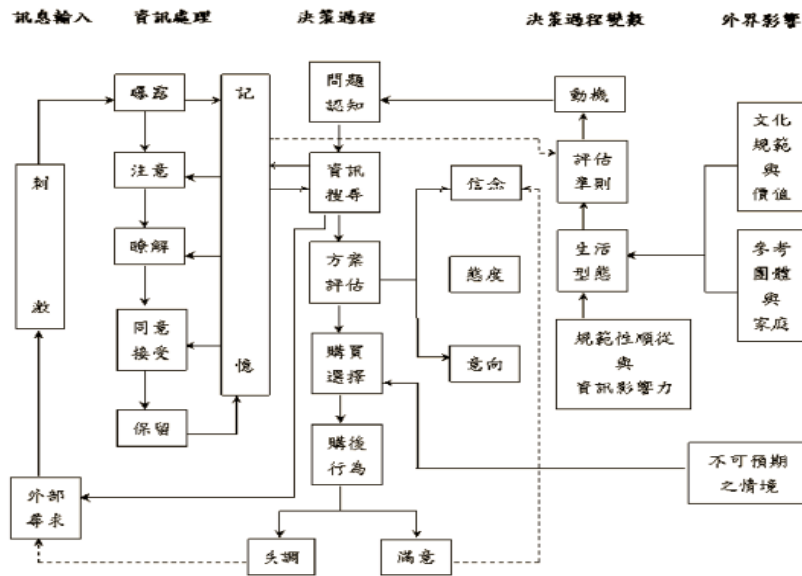 訊息輸入
資訊處理
決策過程
決策過程變數
外界影響
刺
激
曝露
注意
瞭解
同意
接受
保留
記
憶
外部
尋求
問題
認知
資訊
搜尋
方案
評估
購買
選擇
購後
行為
失調
滿意
信念
態度
意向
動機
評估
準則
生活
型態
規範性順從
與
資訊影響力
文化
規範
與
價值
參考
團體
與
家庭
不可預期
之情境